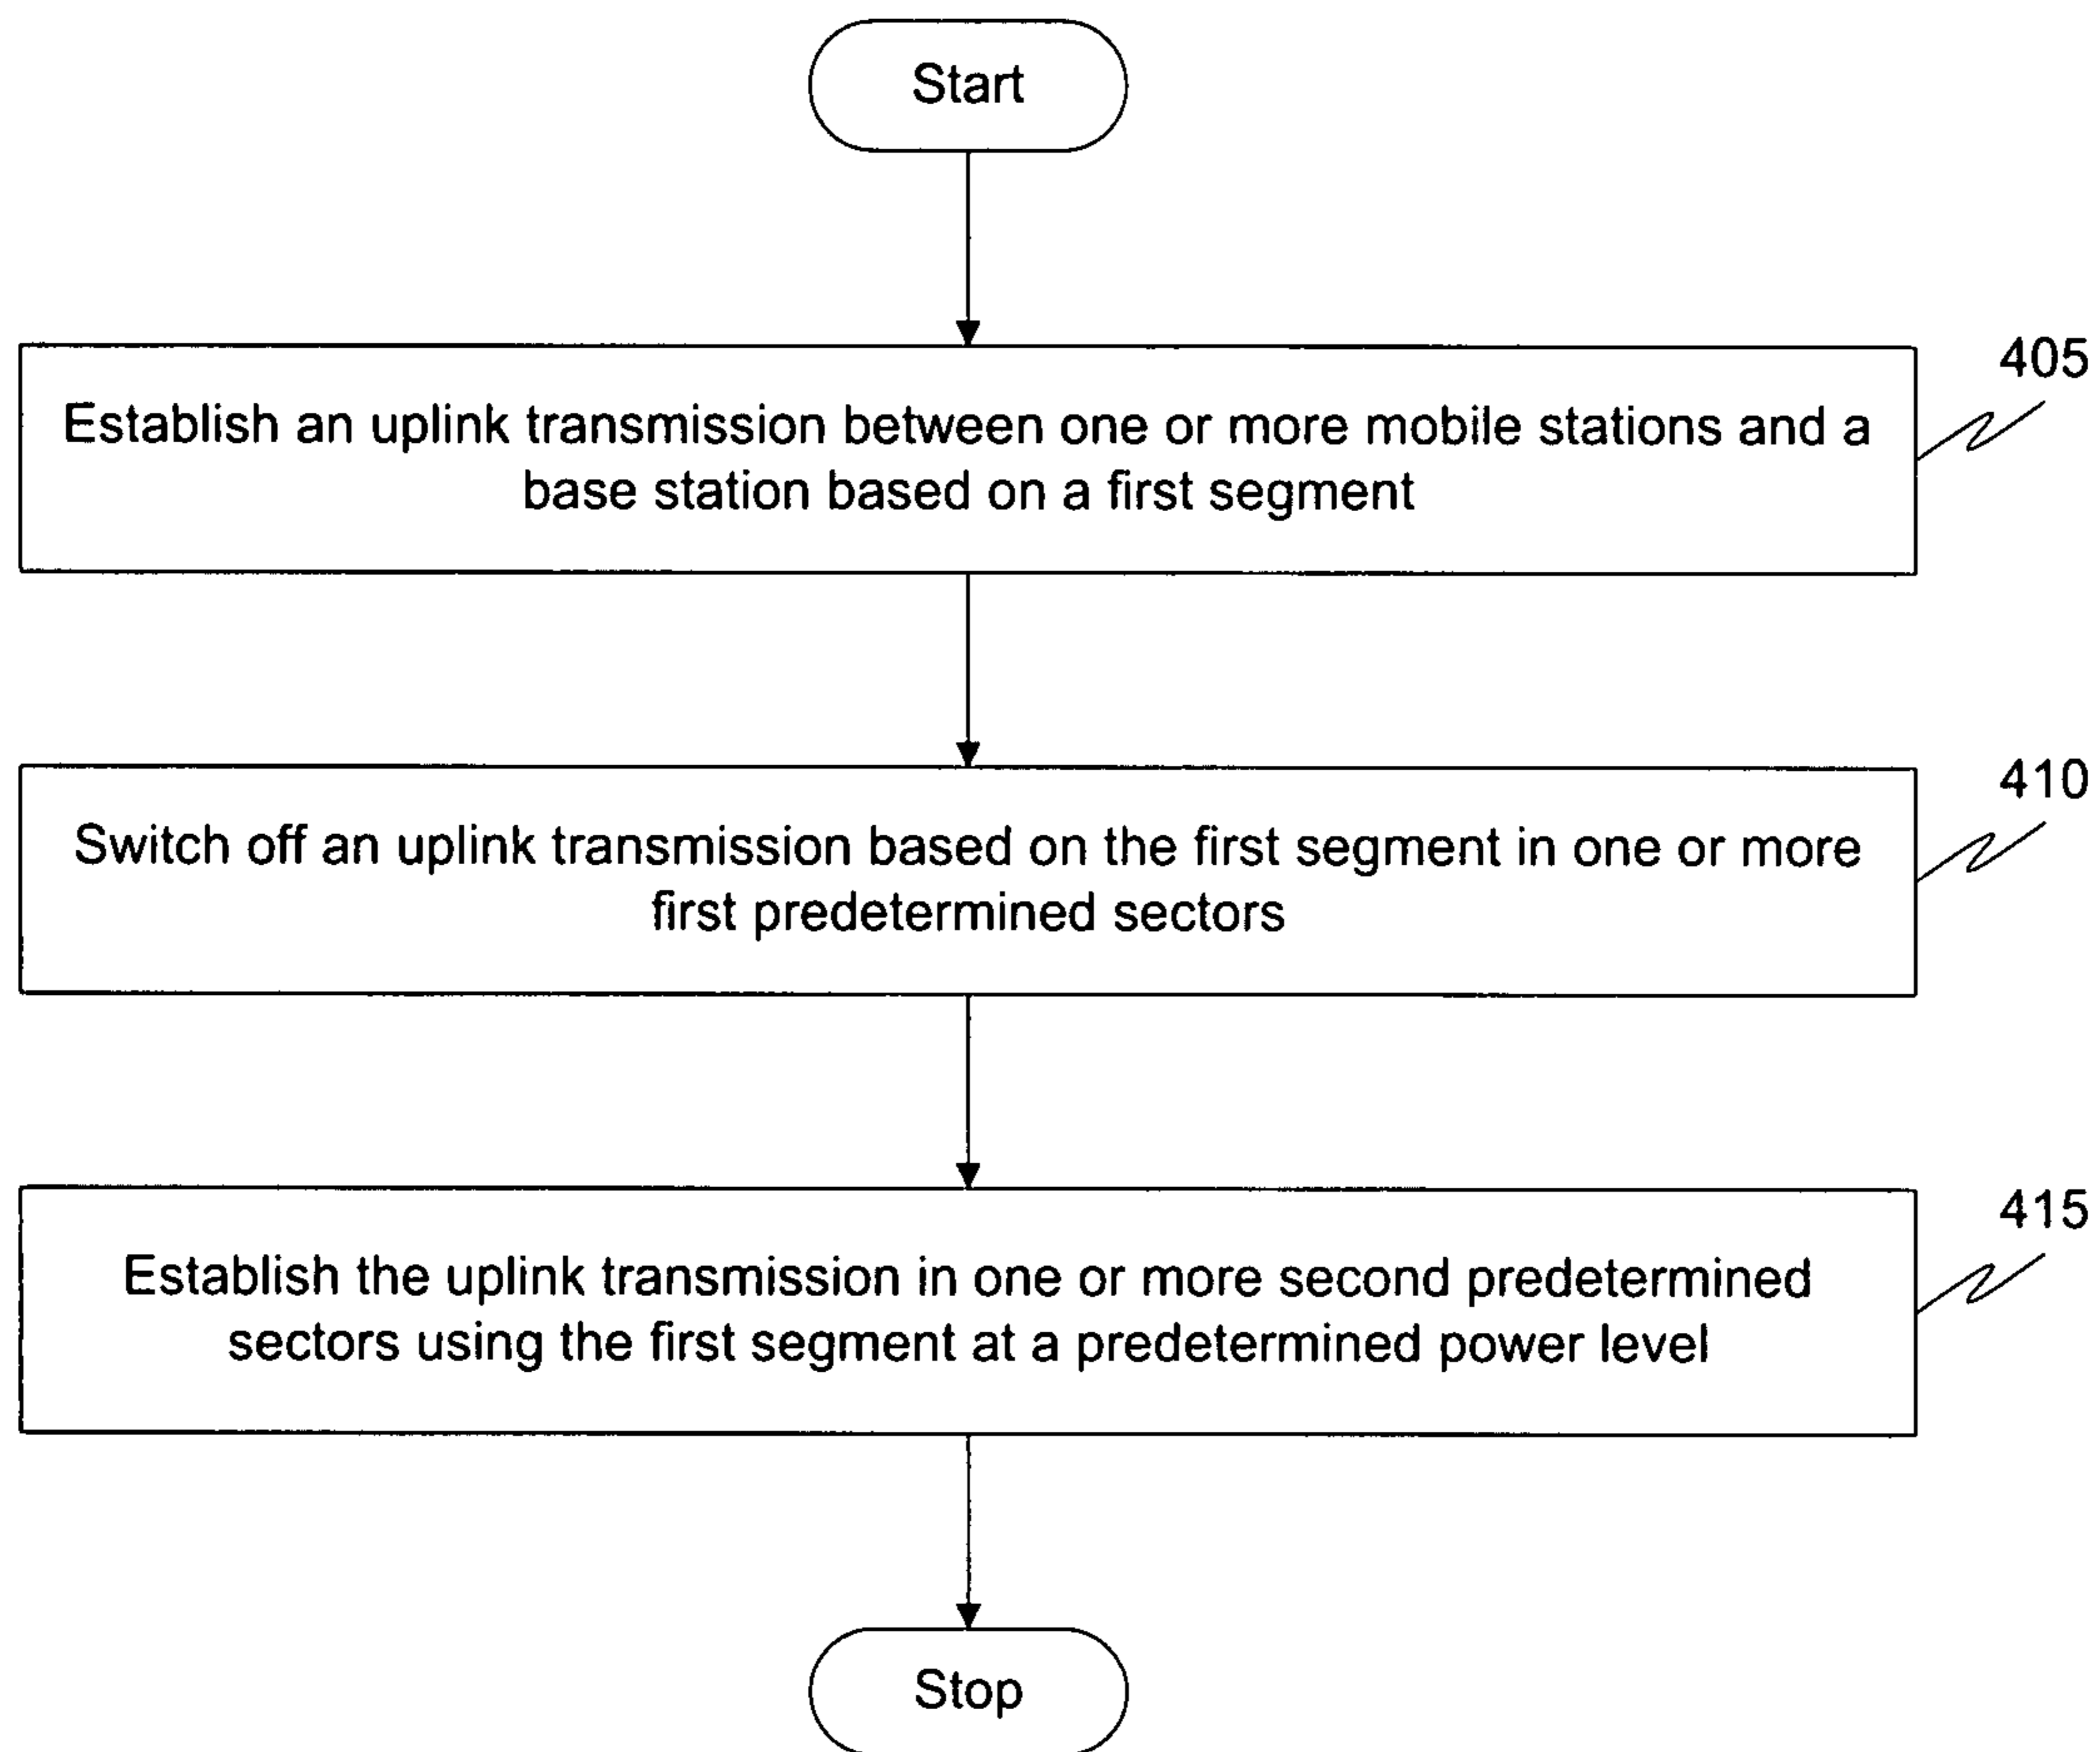 Start
405
Establish an uplink transmission between one or more mobile stations and a
base station based on a first segment
410
Switch off an uplink transmission based on the first segment in one or more
first predetermined sectors
415
Establish the uplink transmission in one or more second predetermined
sectors using the first segment at a predetermined power level
Stop